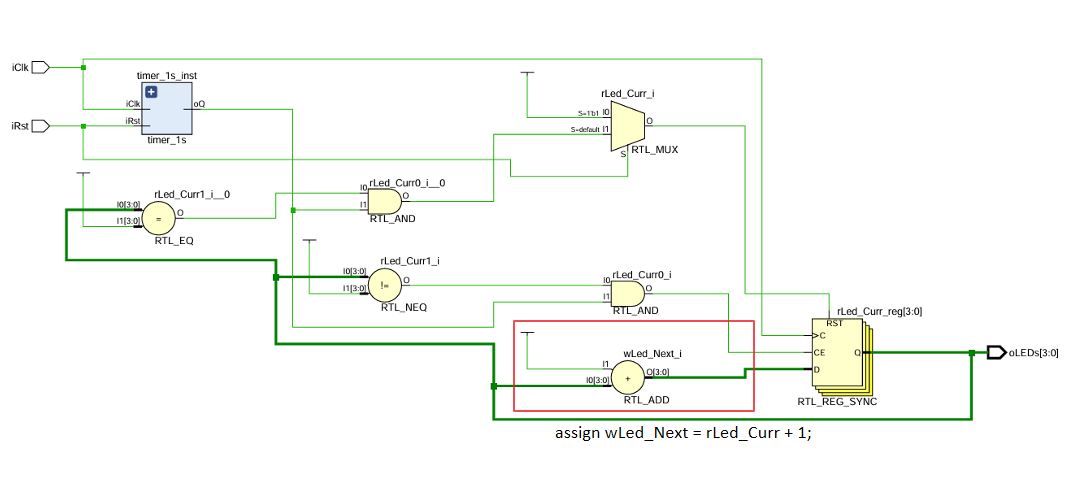 iClk
timer_1s_inst
iClk
oQ
iRst
timer_1s
iRst
rLed_Curr_i
S=1'b1 I0
S=default I1
O
S
RTL_MUX
rLed_Curr1_i__0
I0[3:0]
I1[3:0]
=
O
RTL_EQ
rLed_Curr0_i__0
I0
I1
O
RTL_AND
rLed_Curr1_i
I0[3:0]
I1[3:0]
!=
O
RTL_NEQ
rLed_Curr0_i
I0
I1
O
RTL_AND
wLed_Next_i
I1
I0[3:0]
+
O[3:0]
RTL_ADD
rLed_Curr_reg[3:0]
RST
C
CE
D
Q
RTL_REG_SYNC
oLEDs[3:0]
assign wLed_Next = rLed_Curr + 1;